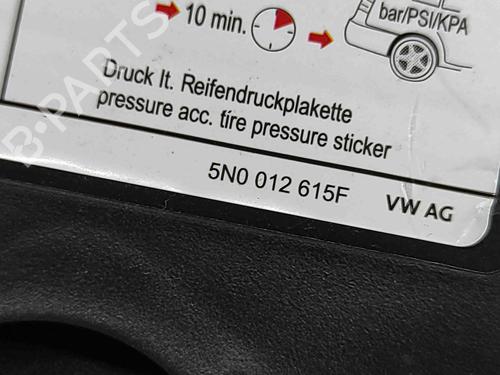 10 min.
bar/PSI/KPA
Druck lt. Reifendruckplakette
pressure acc. tire pressure sticker
5N0 012 615F VW AG
B-PARTS